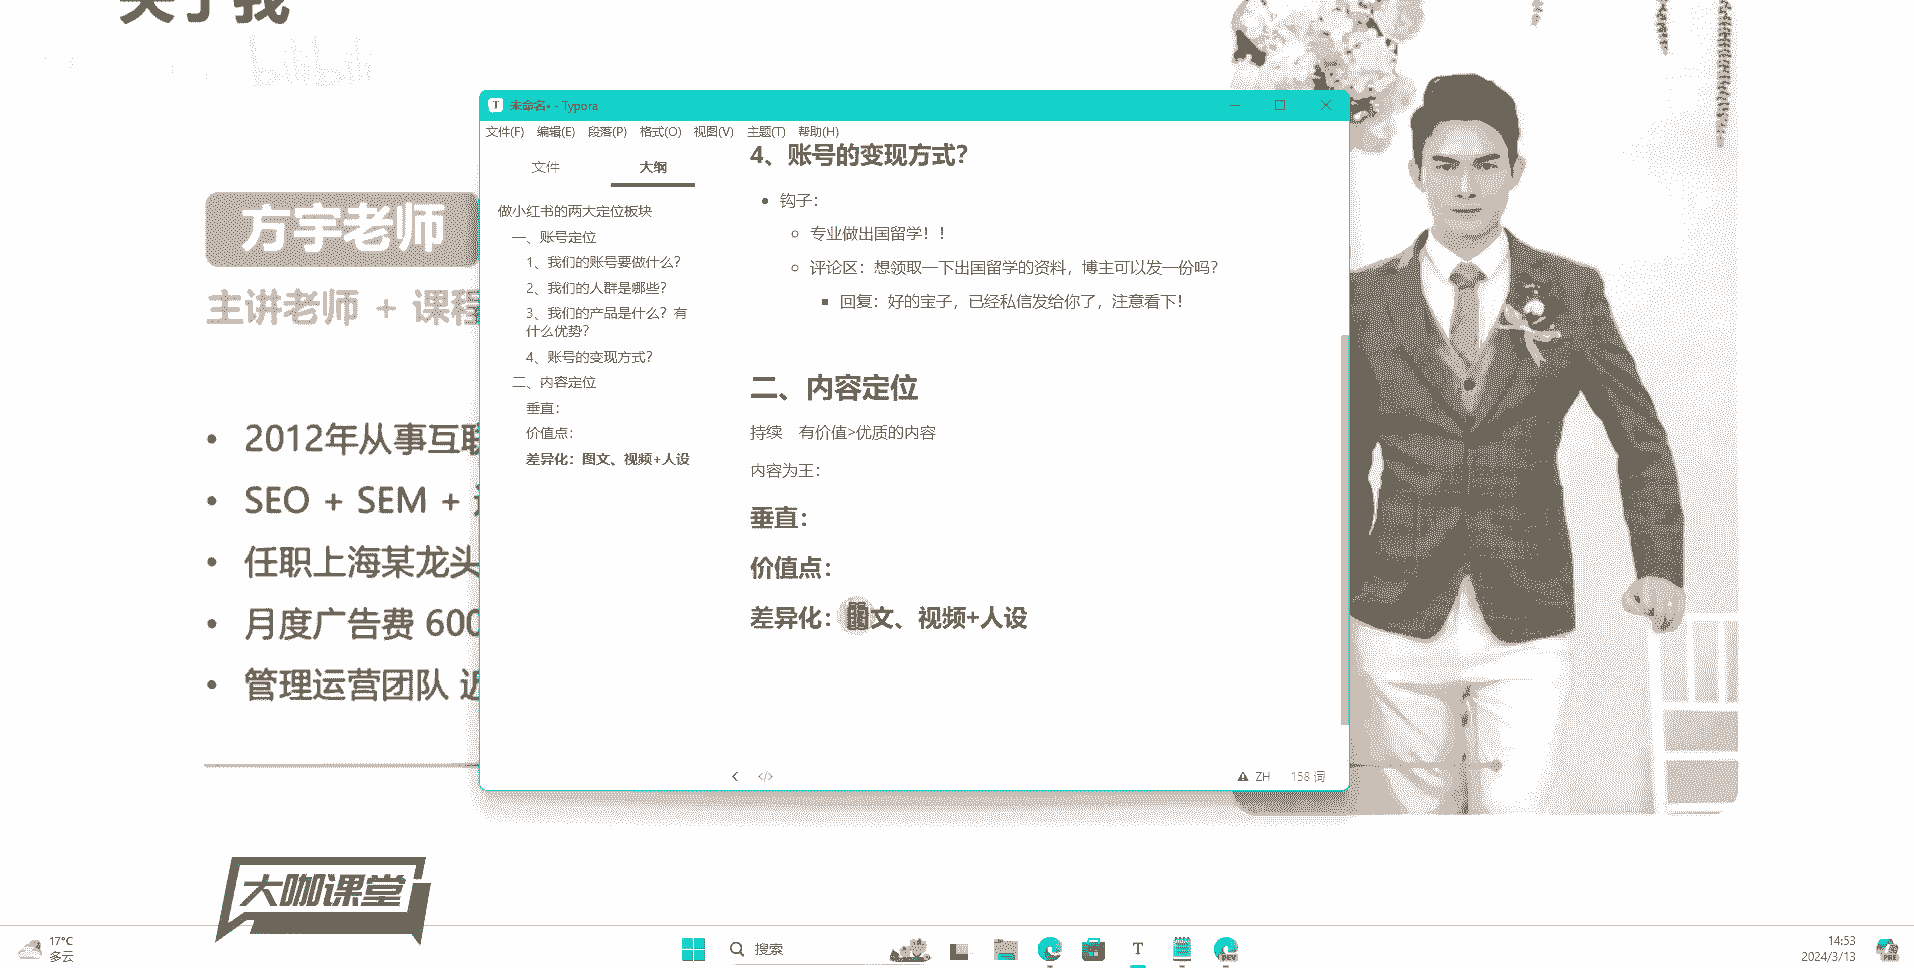 关于我
bilibili
方宇老师
主讲老师 + 课程
2012年从事互联
SEO + SEM +
任职上海某龙头
月度广告费 600
管理运营团队 近
未命名• - Typora
文件(F) 编辑(E) 段落(P) 格式(O) 视图(V) 主题(T) 帮助(H)
文件 大纲
做小红书的两大定位板块
一、账号定位
1、我们的账号要做什么？
2、我们的人群是哪些？
3、我们的产品是什么？有
什么优势？
4、账号的变现方式？
二、内容定位
垂直：
价值点：
差异化：图文、视频+人设
4、账号的变现方式？
钩子：
专业做出国留学！！
评论区：想领取一下出国留学的资料，博主可以发一份吗？
回复：好的宝子，已经私信发给你了，注意看下！
二、内容定位
持续 有价值>优质的内容
内容为王：
垂直：
价值点：
差异化：图文、视频+人设
ZH 158 词
大咖课堂
17°C
多云
搜索
T
DEV
14:53
2024/3/13
PRE